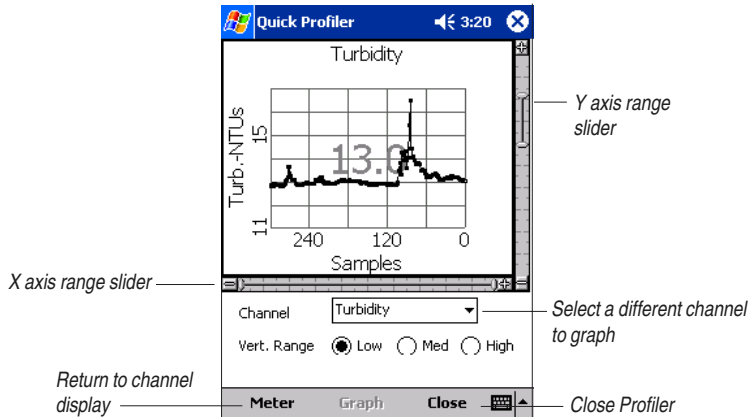 Quick Profiler 3:20
Turbidity
Turb.-NTUs
15
11
13.0
240 120 0
Samples
Y axis range
slider
X axis range slider
Channel Turbidity
Select a different channel
to graph
Vert. Range Low Med High
Return to channel
display
Meter Graph Close
Close Profiler